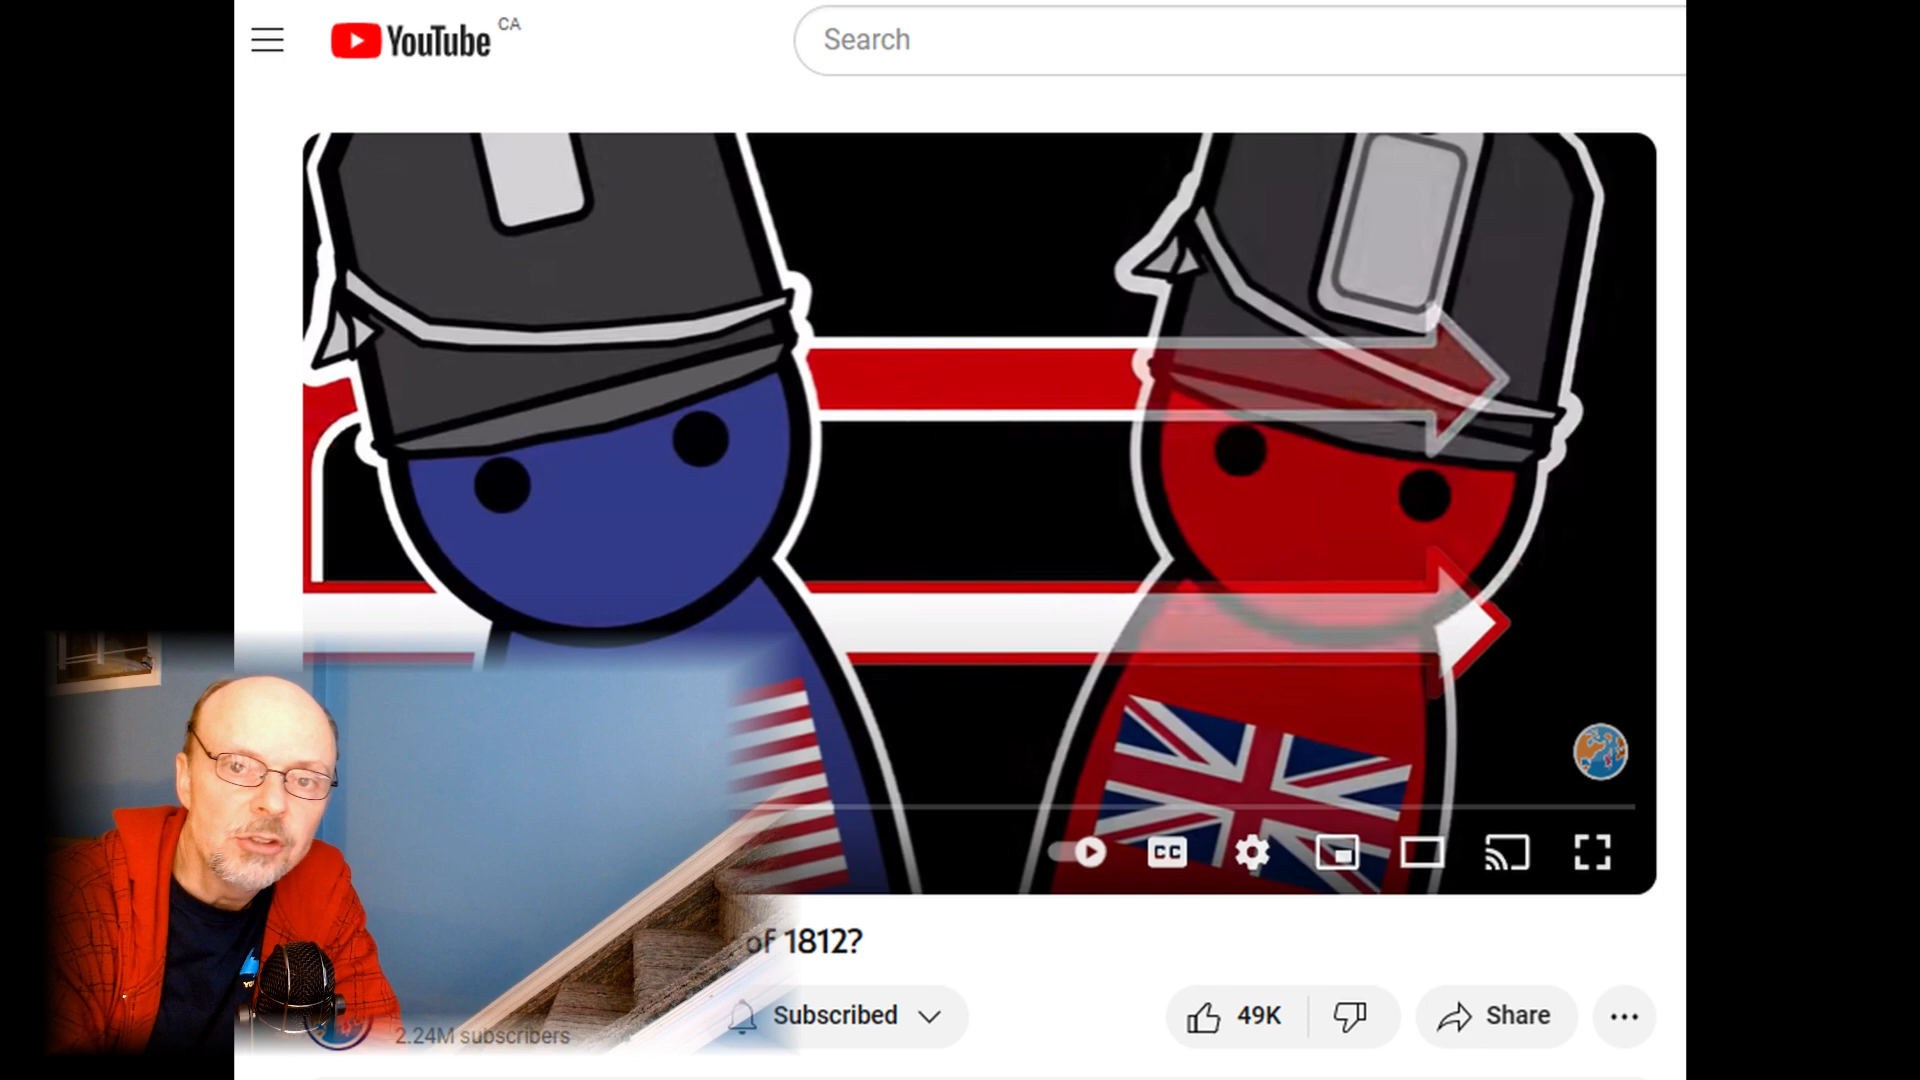 YouTube CA
Search
CC
of 1812?
2.24M subscribers
Subscribed
49K
Share